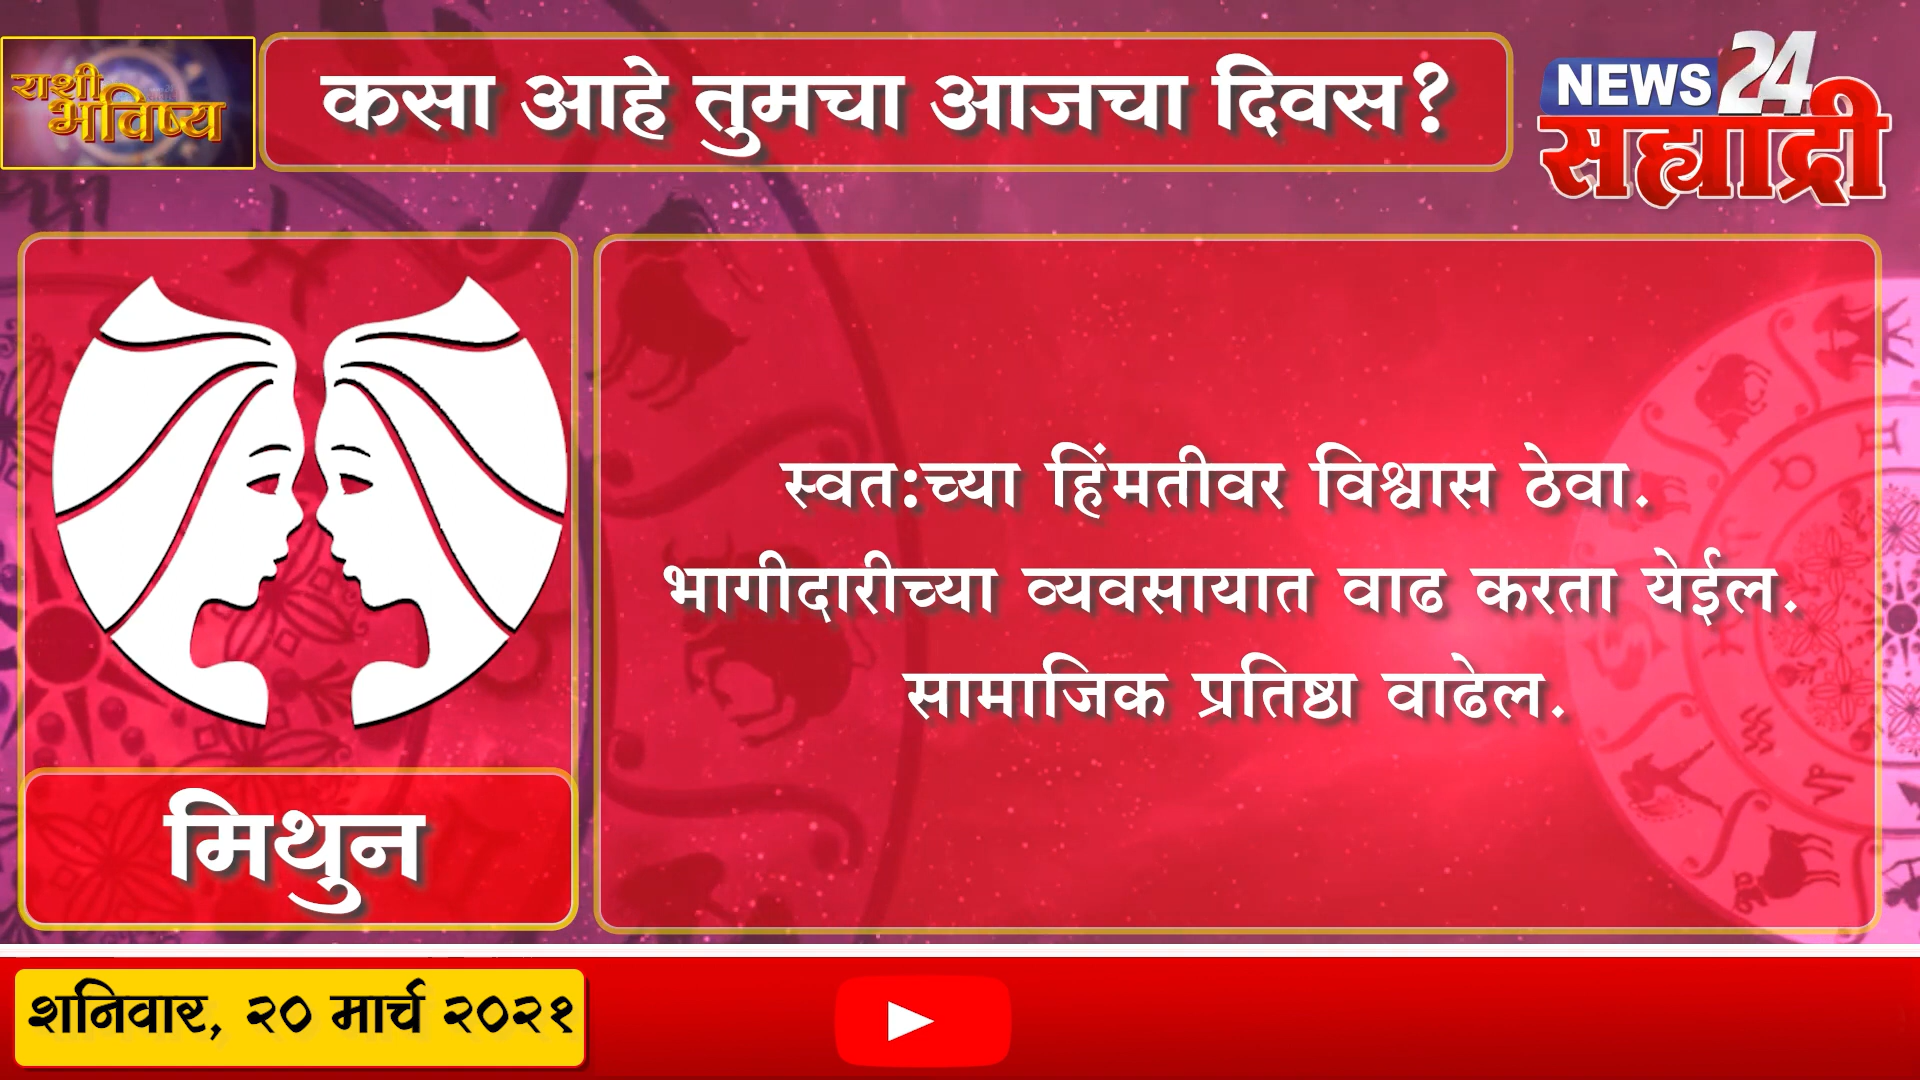 राशी
भविष्य
कसा आहे तुमचा आजचा दिवस?
NEWS 24
सह्याद्री
स्वत:च्या हिंमतीवर विश्वास ठेवा.
भागीदारीच्या व्यवसायात वाढ करता येईल.
सामाजिक प्रतिष्ठा वाढेल.
मिथुन
शनिवार, २० मार्च २०२१